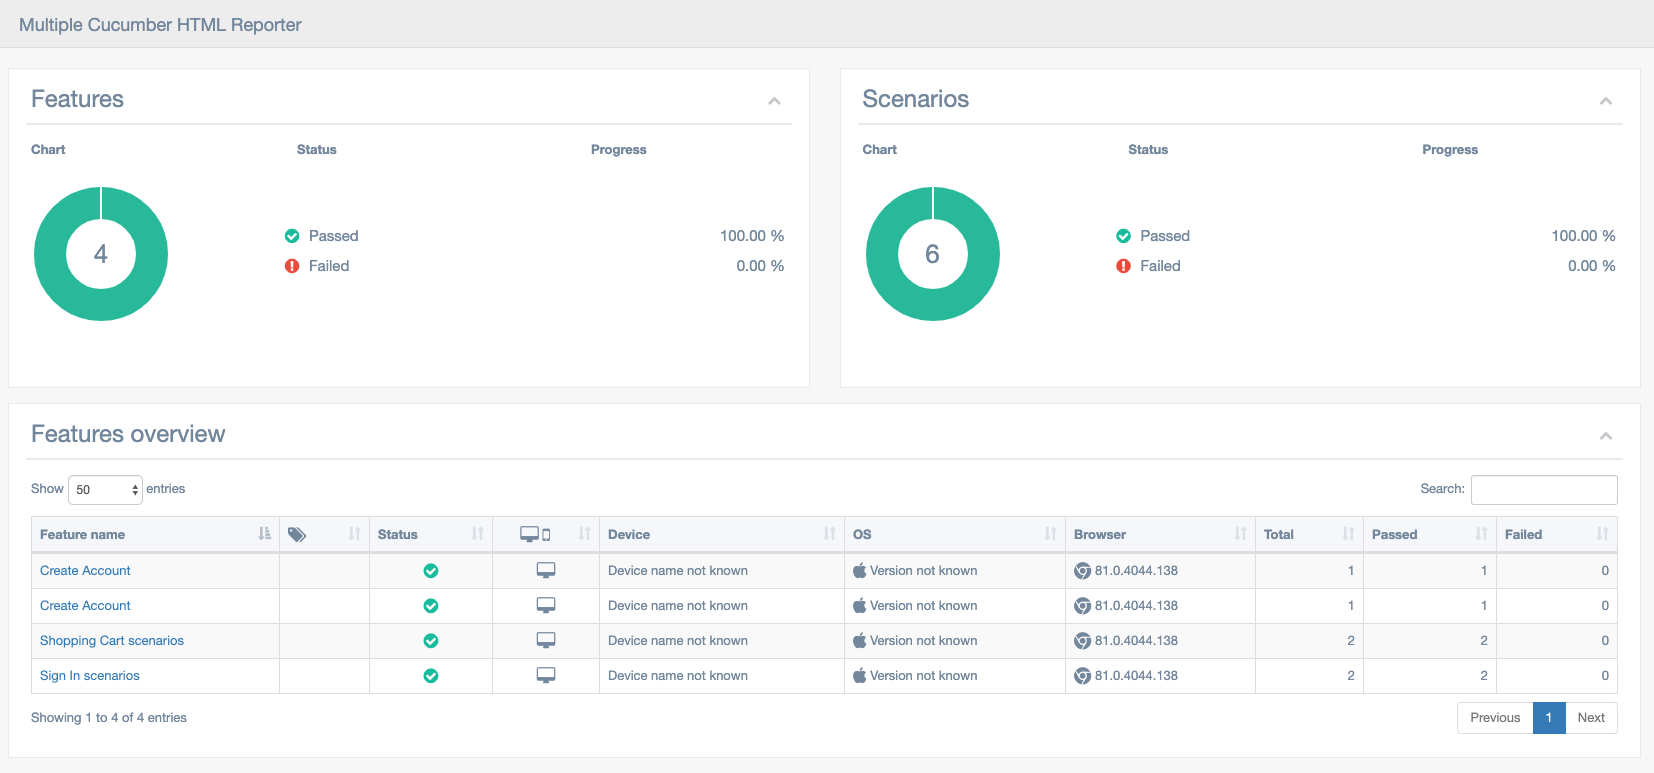 Multiple Cucumber HTML Reporter
Features
Chart Status Progress
4
Passed 100.00 %
Failed 0.00 %
Scenarios
Chart Status Progress
6
Passed 100.00 %
Failed 0.00 %
Features overview
Show 50 entries Search:
Feature name Status Device OS Browser Total Passed Failed
Create Account Device name not known Version not known 81.0.4044.138 1 1 0
Create Account Device name not known Version not known 81.0.4044.138 1 1 0
Shopping Cart scenarios Device name not known Version not known 81.0.4044.138 2 2 0
Sign In scenarios Device name not known Version not known 81.0.4044.138 2 2 0
Showing 1 to 4 of 4 entries Previous 1 Next